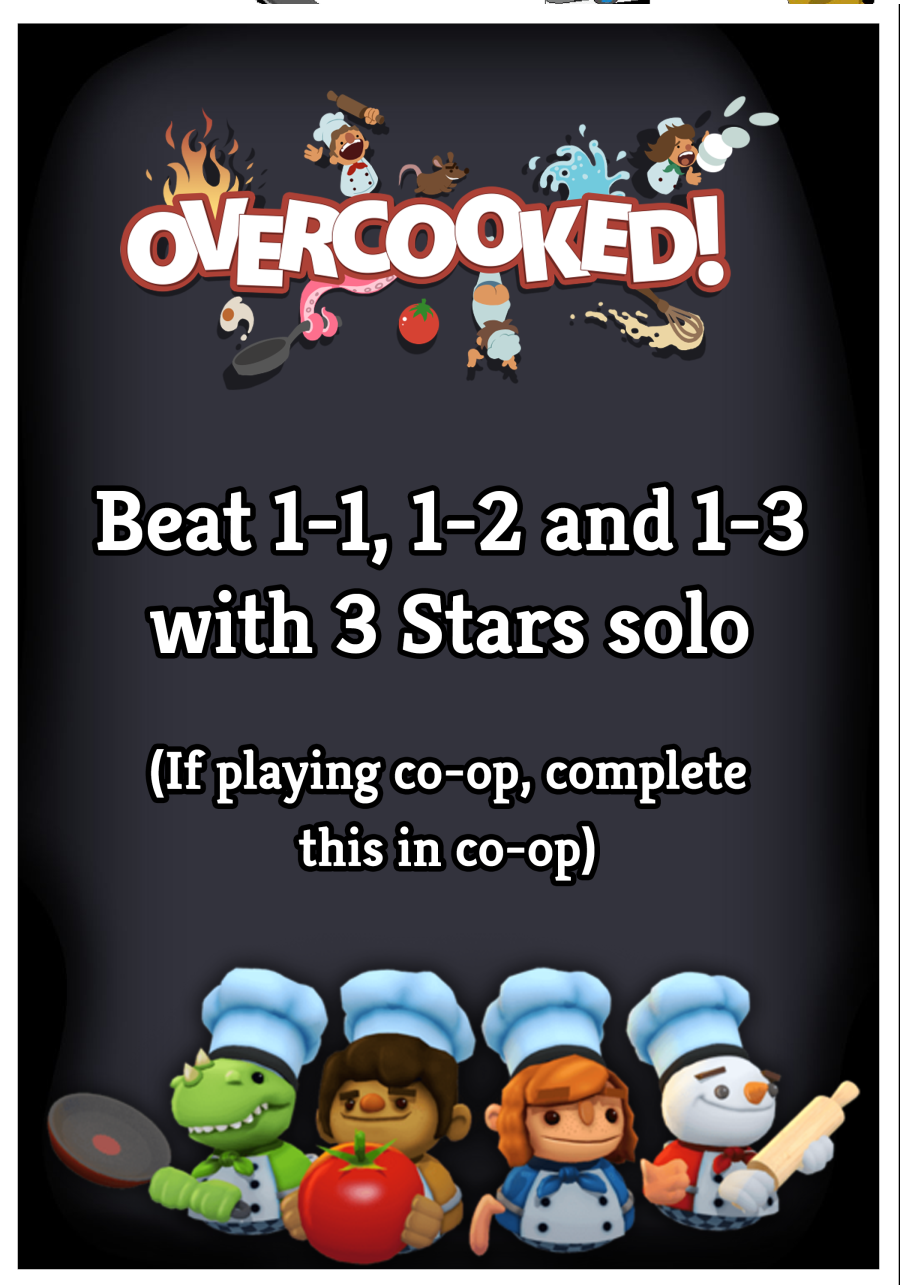 OVERCOOKED!
Beat 1-1, 1-2 and 1-3
with 3 Stars solo
(If playing co-op, complete
this in co-op)